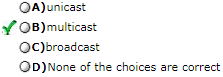 A)unicast
B)multicast
C)broadcast
D)None of the choices are correct